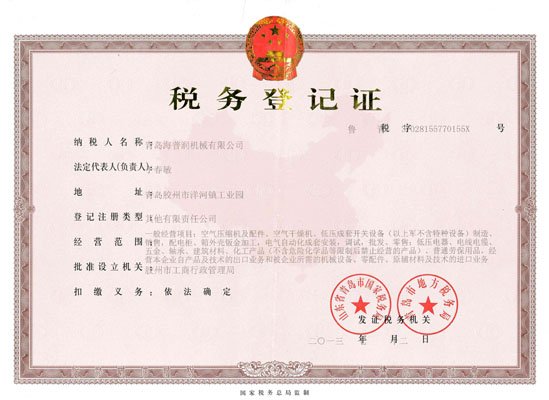 税务登记证
鲁 税 字 02815577015​5X 号
纳税人名称 青岛海普润机械有限公司
法定代表人(负责人) 春敏
地址 青岛胶州市洋河镇工业园
登记注册类型 其他有限责任公司
经营范围 一般经营项目：空气压缩机及配件、空气干燥机、低压成套开关设备（以上军不含特种设备）制造、
销售、配电柜、箱外壳钣金加工，电气自动化成套安装，调试，批发、零售：低压电器、电线电缆、
五金、轴承、建筑材料、化工产品（不含危险化学品等限制后禁止经营的产品）、普通劳保用品。经
营本企业自产品及技术的出口业务和被企业所需的机械设备、零配件、原辅材料及技术的进口业务
批准设立机关 胶州市工商行政管理局
扣缴义务：依法确定
山东省青岛市国家税务局
青岛市地方税务局
发证税务机关
二〇一三 年 月 二 日
国家税务总局监制